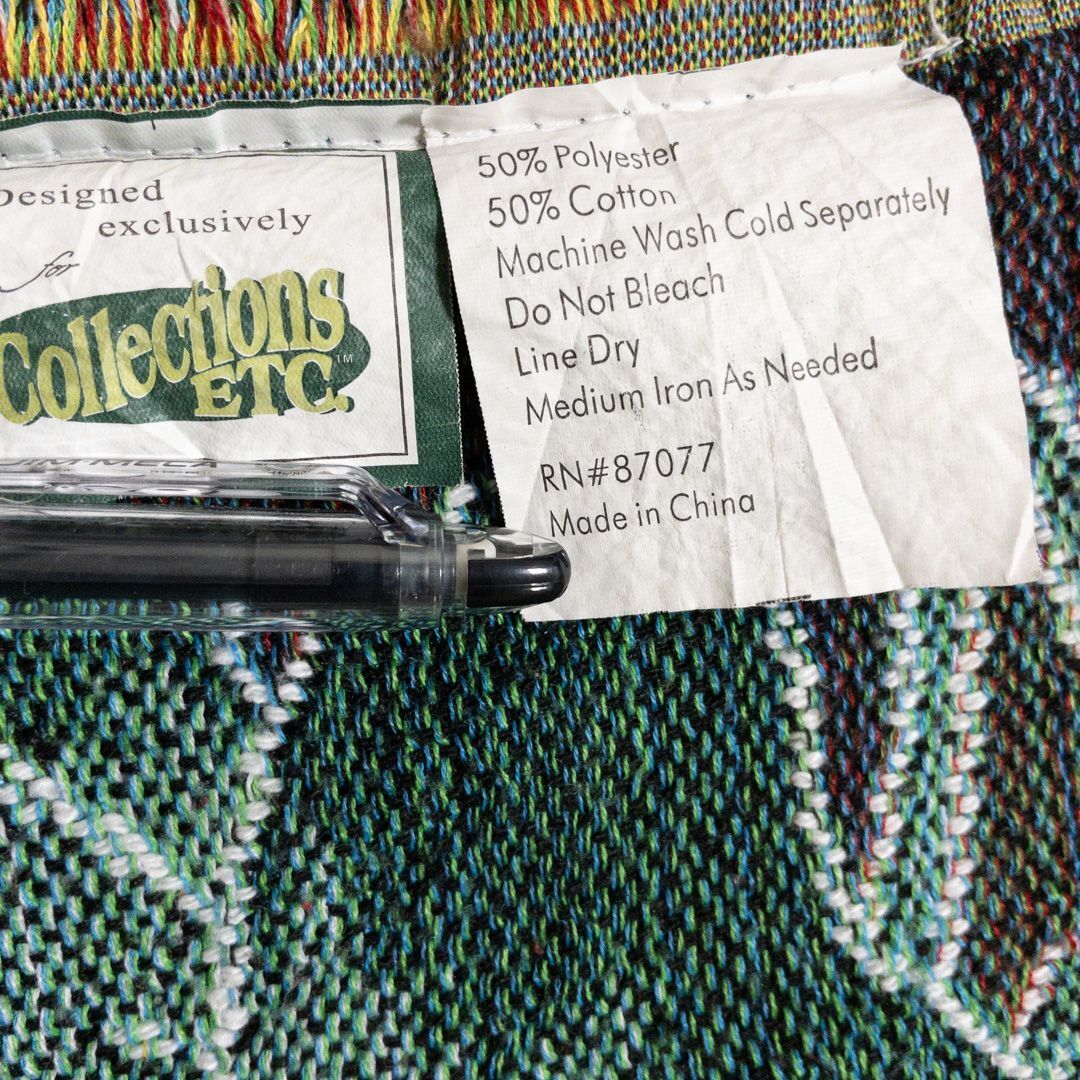 Designed
exclusively
for
Collections
ETC.™
50% Polyester
50% Cotton
Machine Wash Cold Separately
Do Not Bleach
Line Dry
Medium Iron As Needed
RN#87077
Made in China